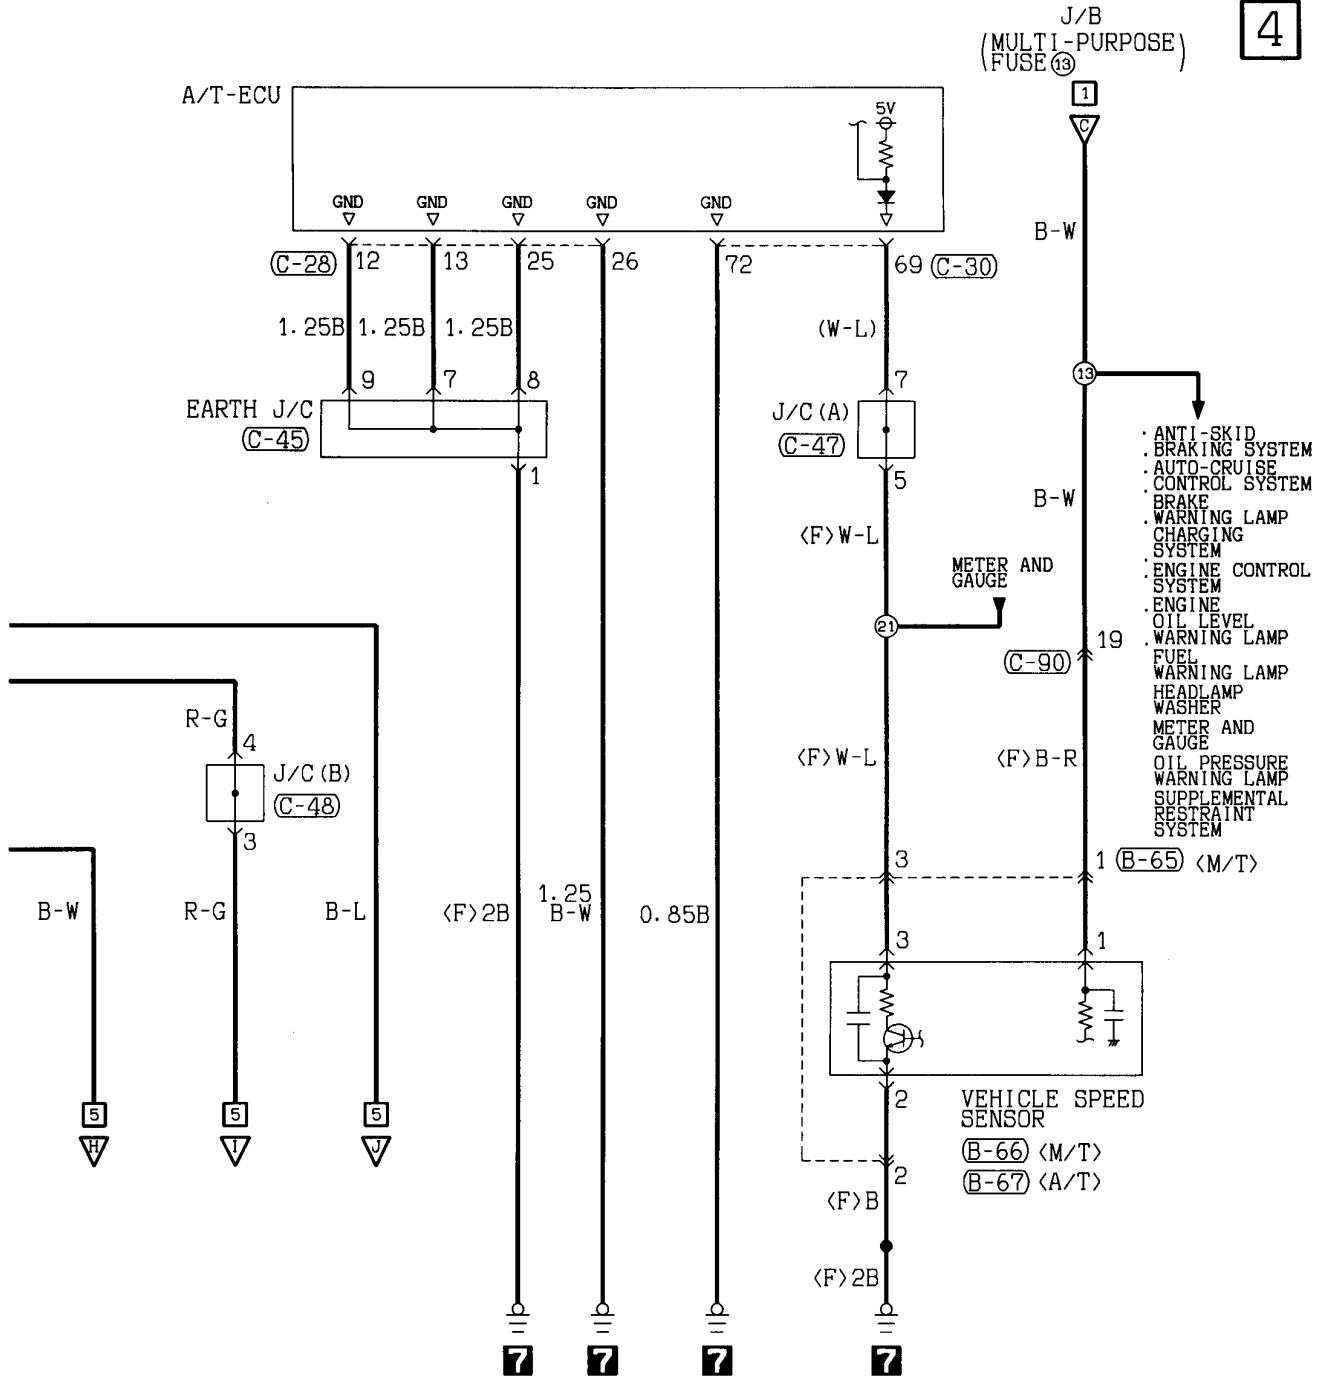 4
J/B
(MULTI-PURPOSE)
FUSE⑬
1
C
A/T-ECU
5V
GND GND GND GND GND
C-28 12 13 25 26 72 69 C-30
B-W
1.25B 1.25B 1.25B (W-L)
9 7 8 7
13
EARTH J/C
C-45
J/C(A)
C-47
1 5
B-W
<F>W-L
METER AND
GAUGE
21
· ANTI-SKID
· BRAKING SYSTEM
· AUTO-CRUISE
· CONTROL SYSTEM
BRAKE
· WARNING LAMP
CHARGING
· SYSTEM
· ENGINE CONTROL
SYSTEM
· ENGINE
OIL LEVEL
· WARNING LAMP
FUEL
WARNING LAMP
HEADLAMP
WASHER
METER AND
GAUGE
OIL PRESSURE
WARNING LAMP
SUPPLEMENTAL
RESTRAINT
SYSTEM
19
C-90
R-G
4
J/C(B)
C-48
3
<F>W-L <F>B-R
3 1 B-65 <M/T>
B-W R-G B-L <F>2B 1.25
B-W 0.85B
3 1
2
VEHICLE SPEED
SENSOR
B-66 <M/T>
B-67 <A/T>
5 5 5
H I J
2
<F>B
<F>2B
7 7 7 7